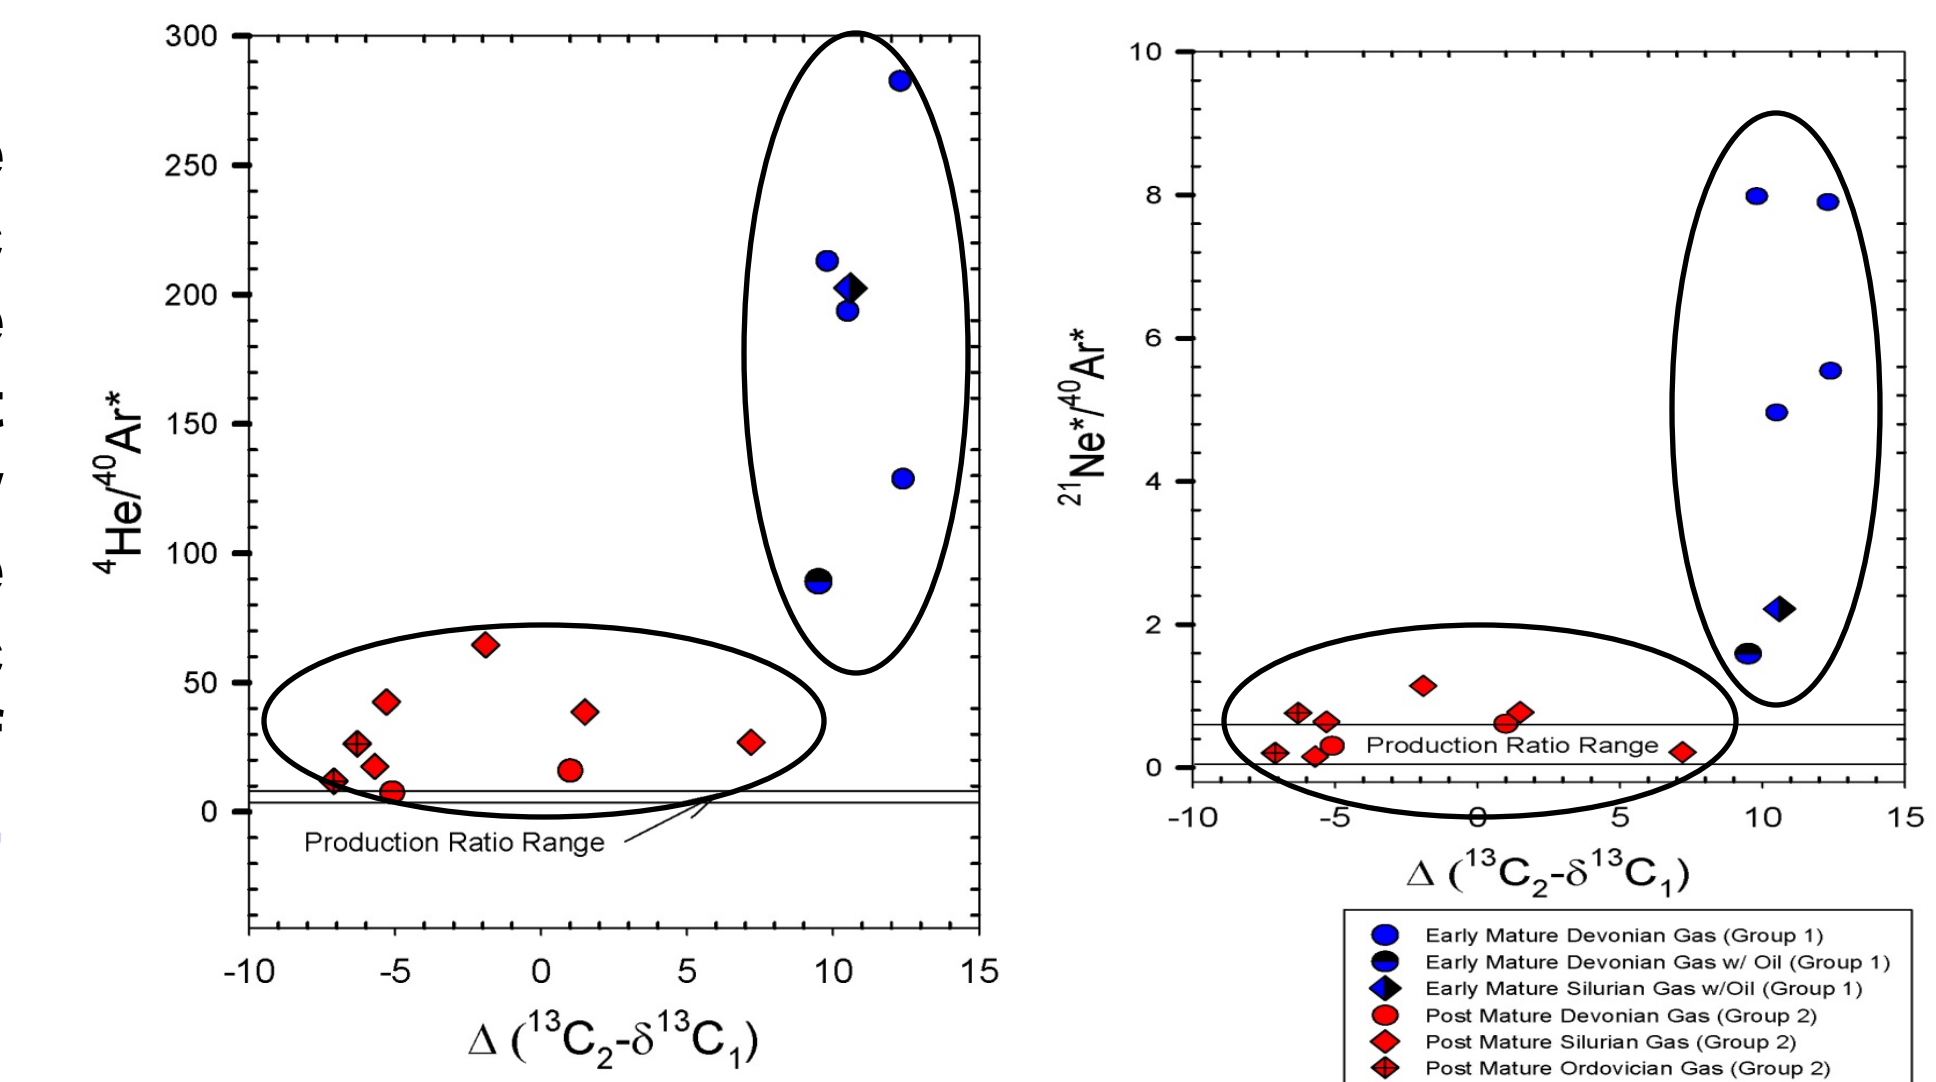 300
250
200
150
100
50
0
⁴He/⁴⁰Ar*
Production Ratio Range
-10 -5 0 5 10 15
Δ (¹³C₂-δ¹³C₁)
10
8
6
4
2
0
²¹Ne*/⁴⁰Ar*
Production Ratio Range
-10 -5 0 5 10 15
Δ (¹³C₂-δ¹³C₁)
Early Mature Devonian Gas (Group 1)
Early Mature Devonian Gas w/ Oil (Group 1)
Early Mature Silurian Gas w/Oil (Group 1)
Post Mature Devonian Gas (Group 2)
Post Mature Silurian Gas (Group 2)
Post Mature Ordovician Gas (Group 2)